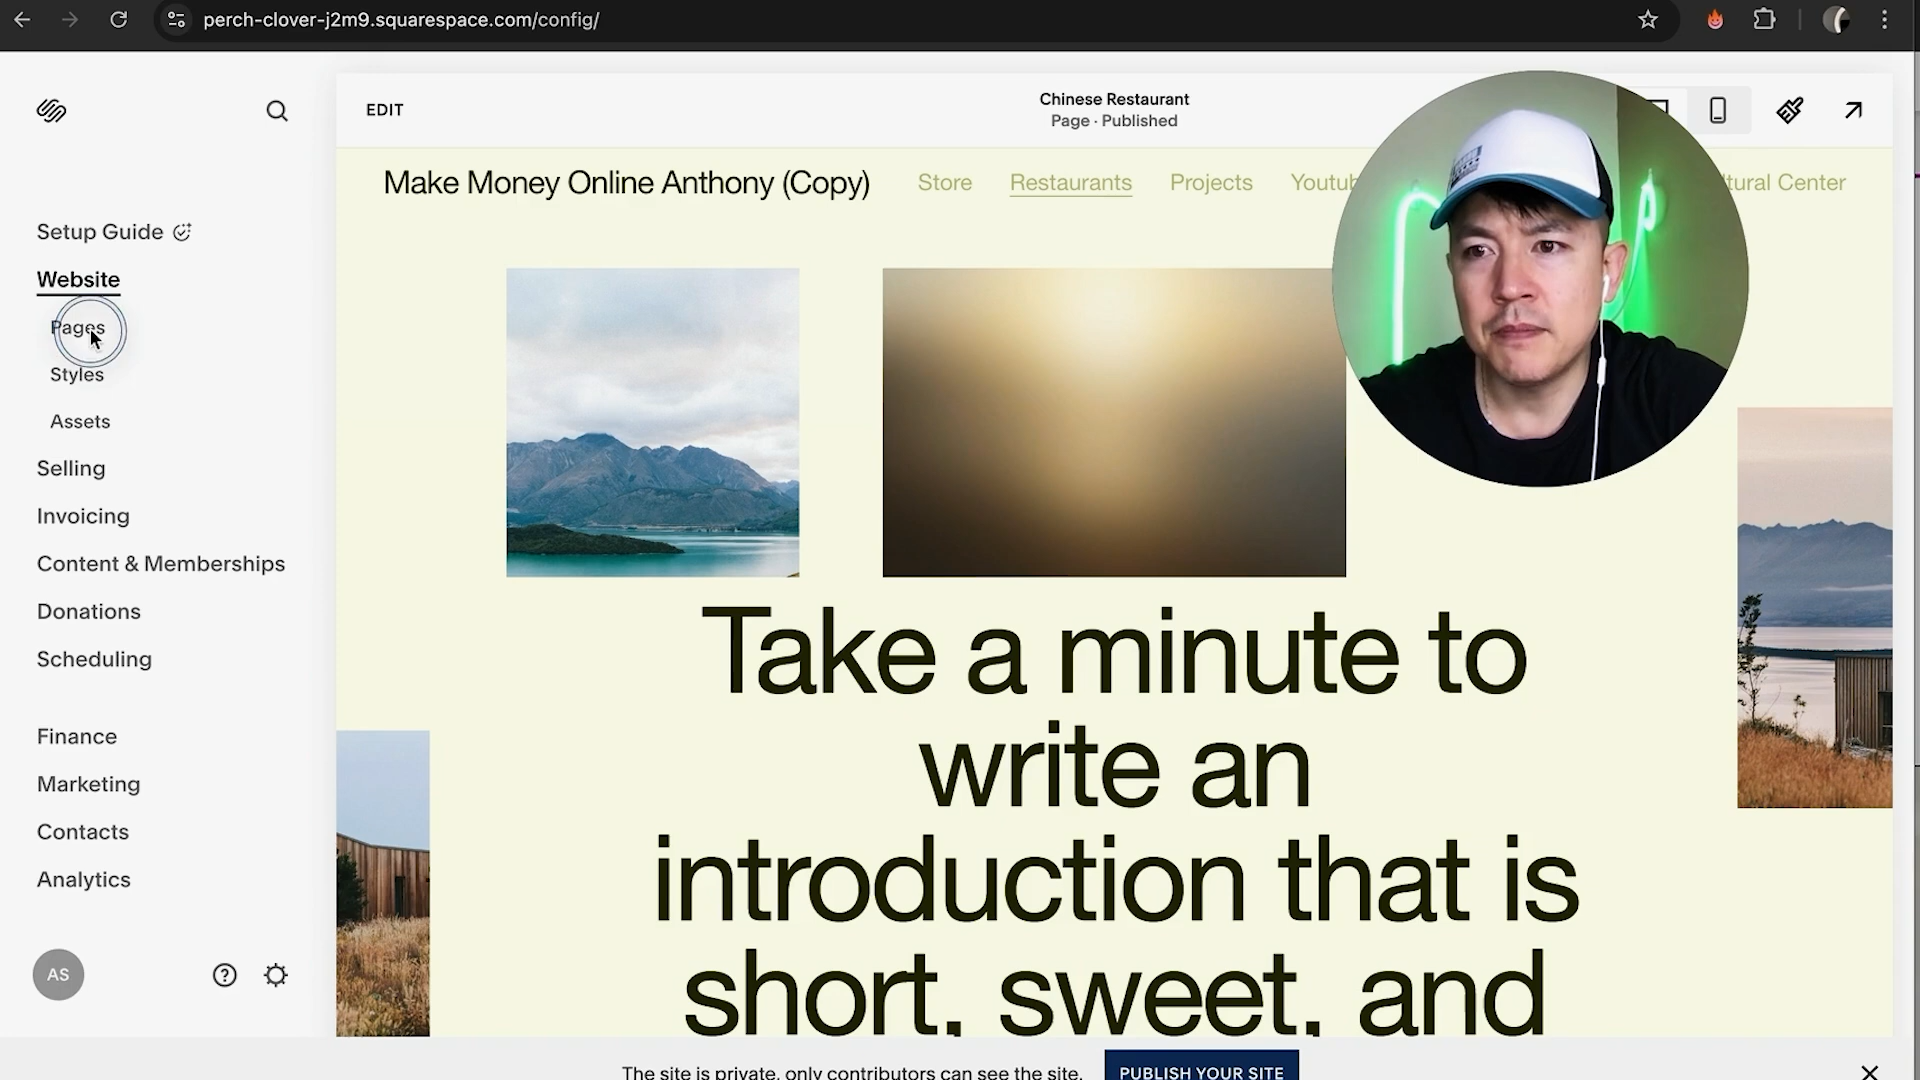 perch-clover-j2m9.squarespace.com/config/
EDIT
Chinese Restaurant
Page · Published
Make Money Online Anthony (Copy)
Store
Restaurants
Projects
Setup Guide
Website
Pages
Styles
Assets
Selling
Invoicing
Content & Memberships
Donations
Scheduling
Finance
Marketing
Contacts
Analytics
AS
Center
Take a minute to
write an
introduction that is
short, sweet, and
The site is private, only contributors can see the site.
PUBLISH YOUR SITE